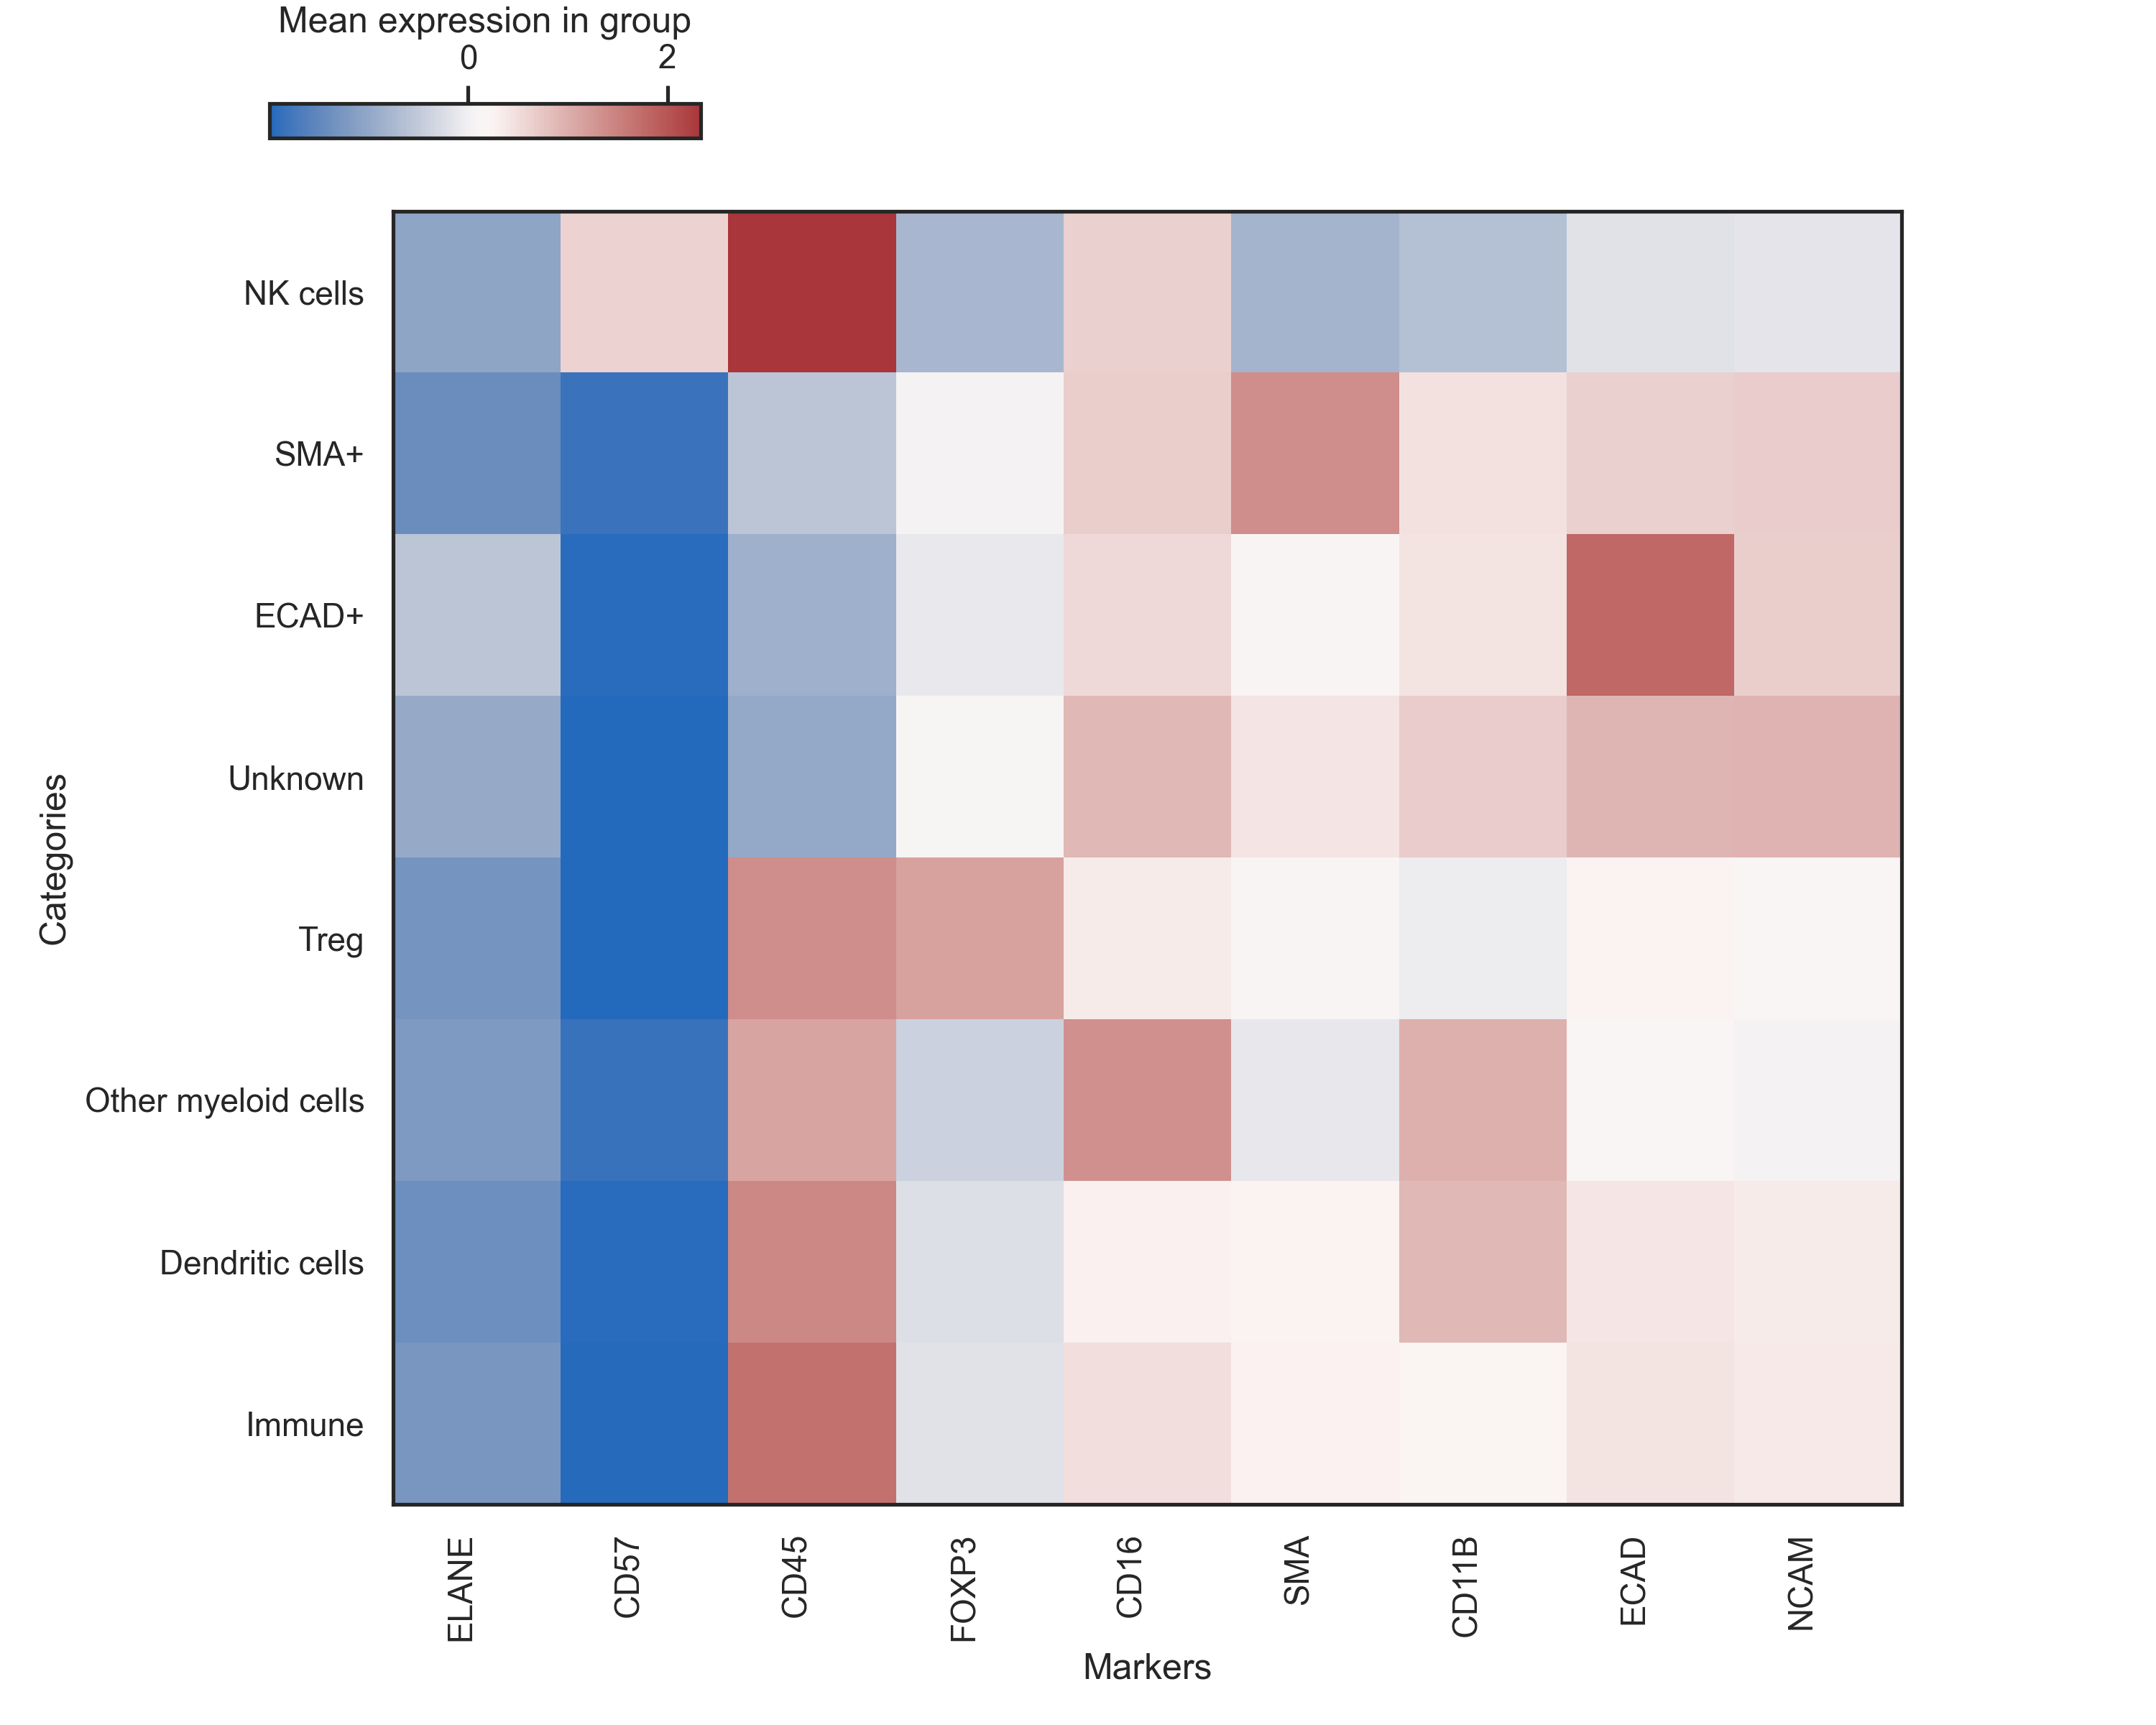 Mean expression in group
0 2
NK cells
SMA+
ECAD+
Unknown
Treg
Other myeloid cells
Dendritic cells
Immune
Categories
ELANE
CD57
CD45
FOXP3
CD16
SMA
CD11B
ECAD
NCAM
Markers